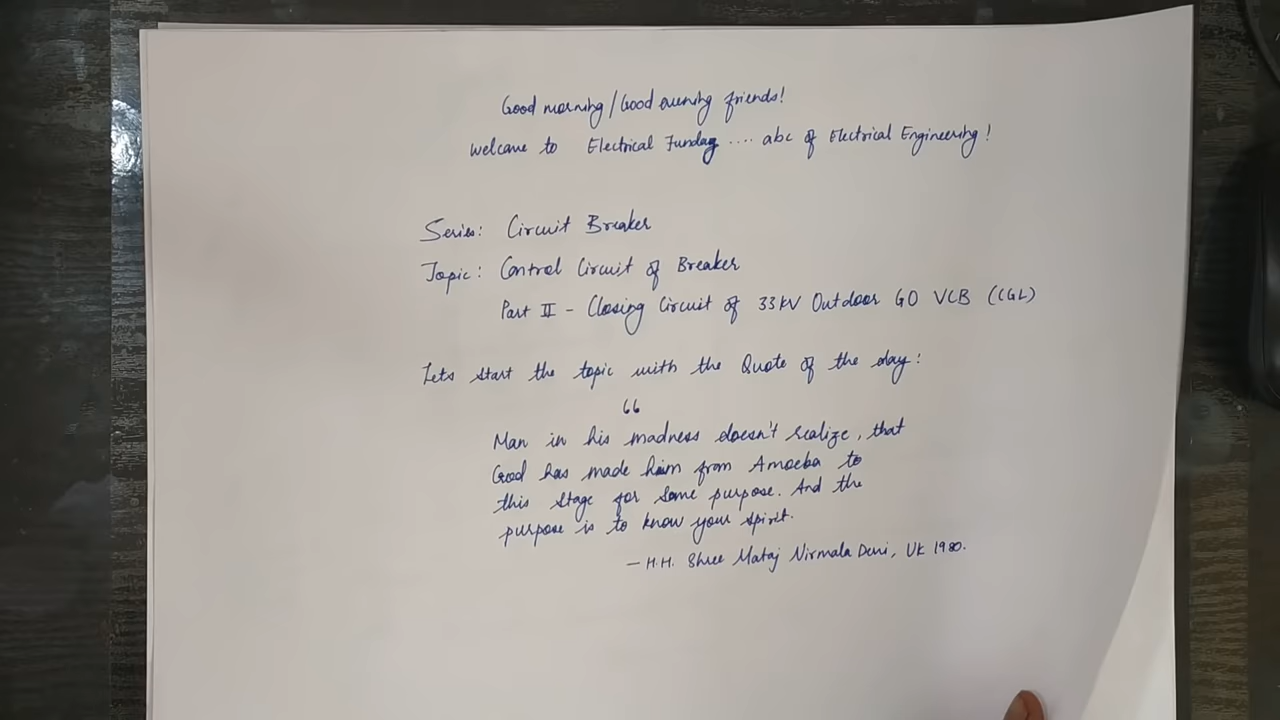 Good morning/Good evening friends!
Welcome to Electrical Fundaz .... abc of Electrical Engineering!
Series: Circuit Breaker
Topic: Control Circuit of Breaker
Part II - Closing Circuit of 33kV Outdoor GO VCB (CGL)
Lets start the topic with the Quote of the day:
“
Man in his madness doesn't realize, that
God has made him from Amoeba to
this stage for some purpose. And the
purpose is to know your spirit.
— H.H. Shree Mataj Nirmala Devi, UK 1980.